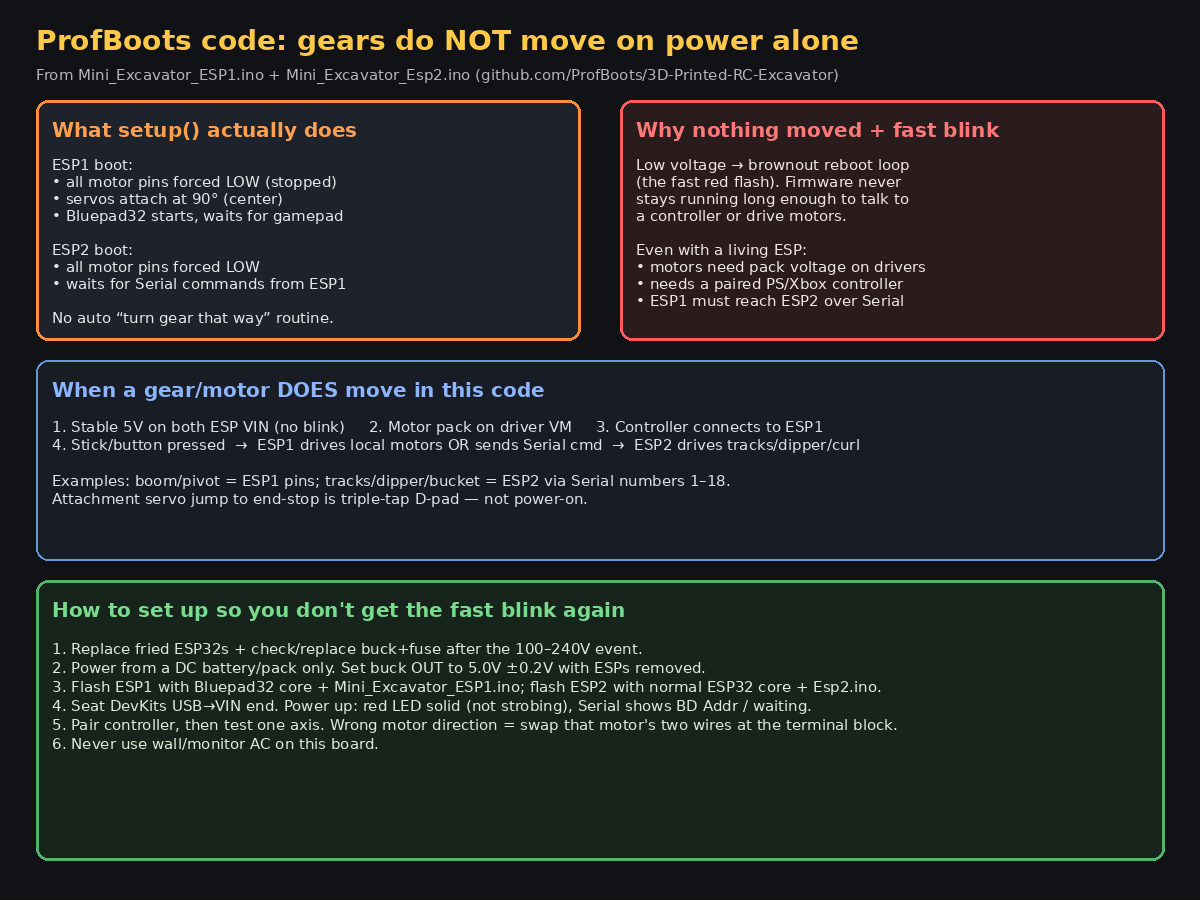 ProfBoots code: gears do NOT move on power alone
From Mini_Excavator_ESP1.ino + Mini_Excavator_Esp2.ino (github.com/ProfBoots/3D-Printed-RC-Excavator)
What setup() actually does
ESP1 boot:
• all motor pins forced LOW (stopped)
• servos attach at 90° (center)
• Bluepad32 starts, waits for gamepad
ESP2 boot:
• all motor pins forced LOW
• waits for Serial commands from ESP1
No auto “turn gear that way” routine.
Why nothing moved + fast blink
Low voltage → brownout reboot loop
(the fast red flash). Firmware never
stays running long enough to talk to
a controller or drive motors.
Even with a living ESP:
• motors need pack voltage on drivers
• needs a paired PS/Xbox controller
• ESP1 must reach ESP2 over Serial
When a gear/motor DOES move in this code
1. Stable 5V on both ESP VIN (no blink)     2. Motor pack on driver VM     3. Controller connects to ESP1
4. Stick/button pressed  →  ESP1 drives local motors OR sends Serial cmd  →  ESP2 drives tracks/dipper/curl
Examples: boom/pivot = ESP1 pins; tracks/dipper/bucket = ESP2 via Serial numbers 1–18.
Attachment servo jump to end-stop is triple-tap D-pad — not power-on.
How to set up so you don't get the fast blink again
1. Replace fried ESP32s + check/replace buck+fuse after the 100–240V event.
2. Power from a DC battery/pack only. Set buck OUT to 5.0V ±0.2V with ESPs removed.
3. Flash ESP1 with Bluepad32 core + Mini_Excavator_ESP1.ino; flash ESP2 with normal ESP32 core + Esp2.ino.
4. Seat DevKits USB→VIN end. Power up: red LED solid (not strobing), Serial shows BD Addr / waiting.
5. Pair controller, then test one axis. Wrong motor direction = swap that motor's two wires at the terminal block.
6. Never use wall/monitor AC on this board.